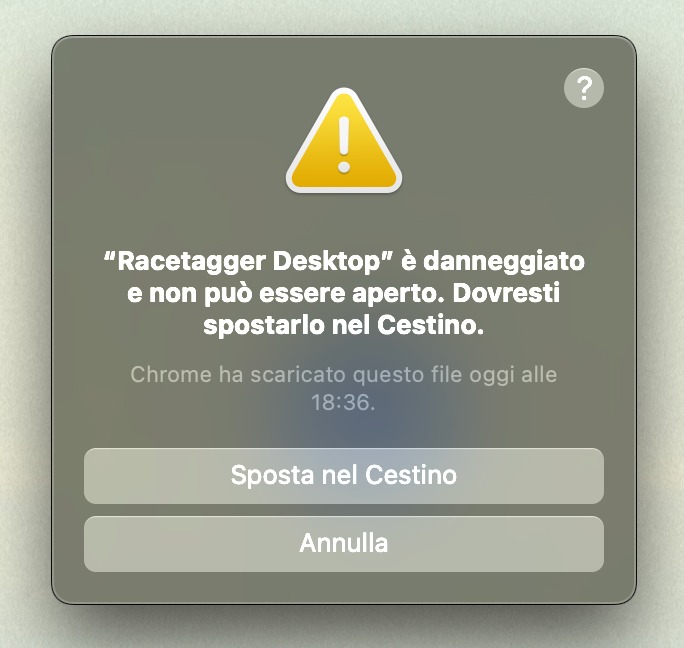 ?
“Racetagger Desktop” è danneggiato
e non può essere aperto. Dovresti
spostarlo nel Cestino.
Chrome ha scaricato questo file oggi alle
18:36.
Sposta nel Cestino
Annulla